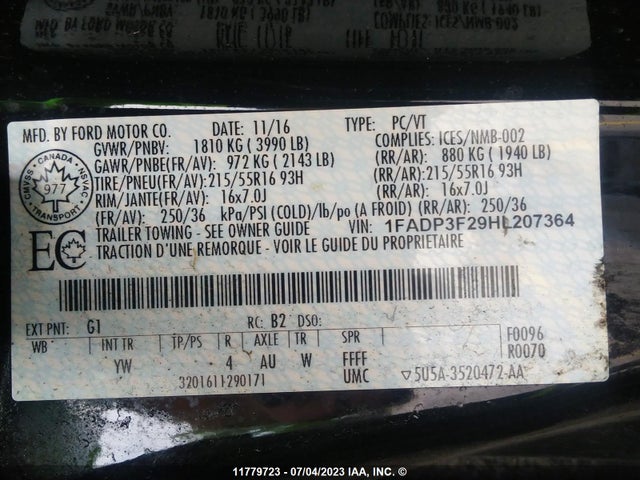 MFD. BY FORD MOTOR CO. DATE: 11/16 TYPE: PC/VT
GVWR/PNBV: 1810 KG ( 3990 LB) COMPLIES: ICES/NMB-002
GAWR/PNBE(FR/AV): 972 KG ( 2143 LB) (RR/AR): 880 KG ( 1940 LB)
TIRE/PNEU(FR/AV): 215/55R16 93H (RR/AR): 215/55R16 93H
RIM/JANTE(FR/AV): 16x7.0J (RR/AR): 16x7.0J
(FR/AV): 250/36 kPa/PSI (COLD)/lb/po (A FROID) (RR/AR): 250/36
TRAILER TOWING - SEE OWNER GUIDE VIN: 1FADP3F29HL207364
TRACTION D'UNE REMORQUE - VOIR LE GUIDE DU PROPRIETAIRE
CMVSS CANADA NSVAC
977
TRANSPORT
EC
EXT PNT: G1 RC: B2 DSO:
WB INT TR TP/PS R AXLE TR SPR F0096
YW 4 AU W FFFF R0070
3201611290171 UMC ▽5U5A-3520472-AA
11779723 - 07/04/2023 IAA, INC. ©